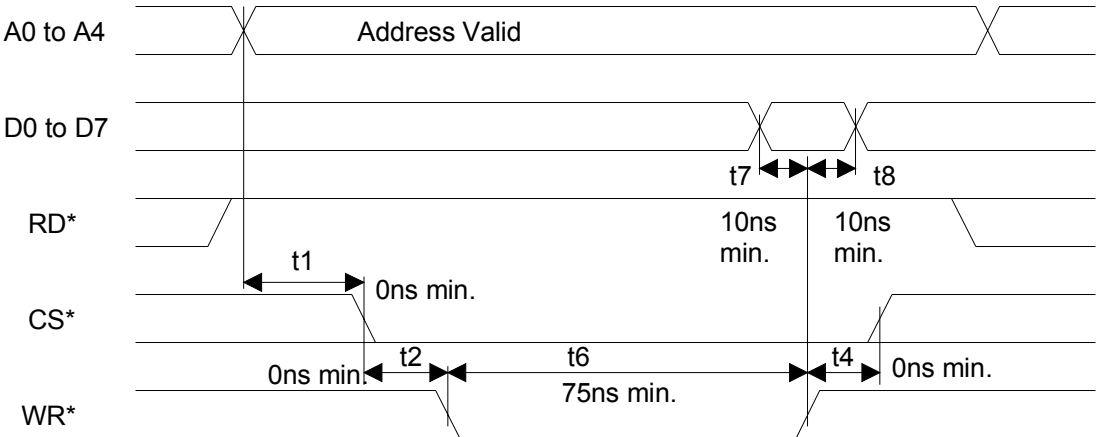 A0 to A4
Address Valid
D0 to D7
t7
t8
RD*
10ns
min.
10ns
min.
t1
0ns min.
CS*
0ns min.
t2
t6
t4
0ns min.
75ns min.
WR*